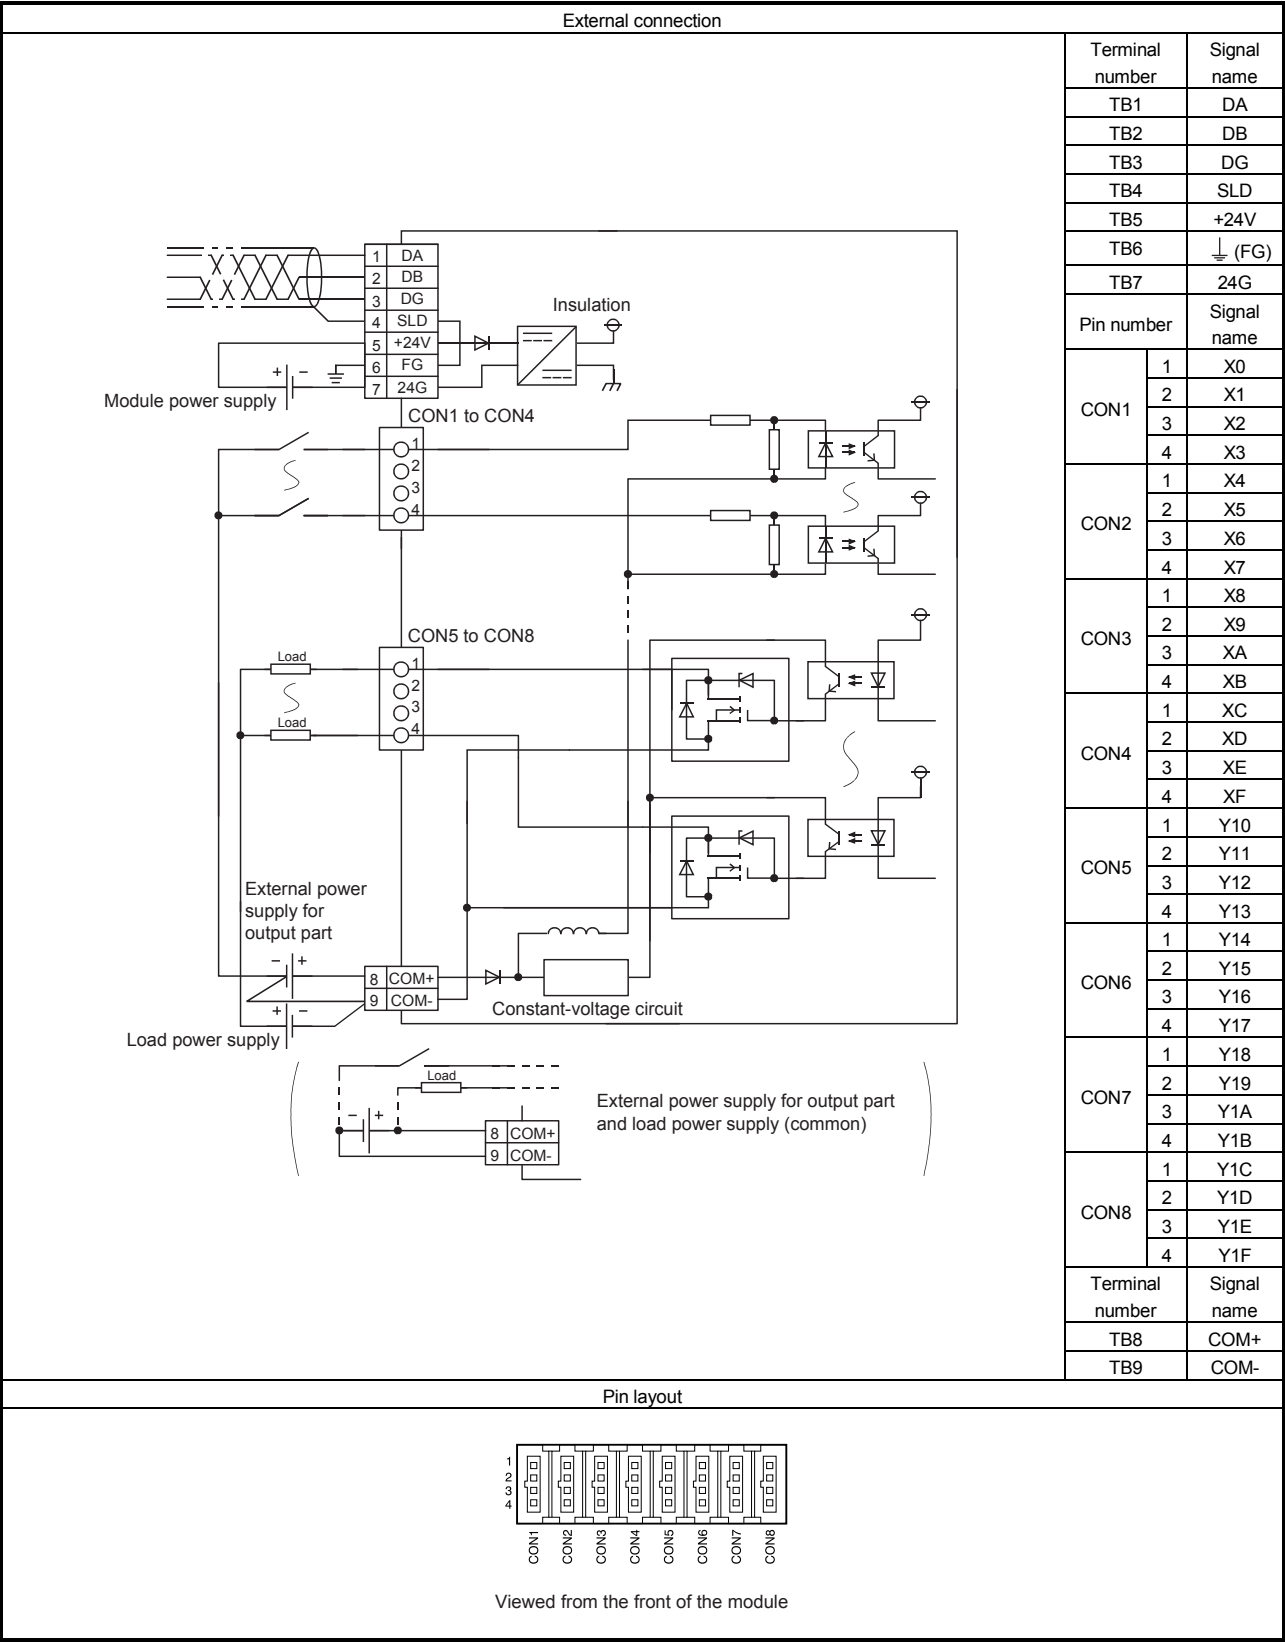 External connection
1 DA
2 DB
3 DG
4 SLD
5 +24V
6 FG
7 24G
Insulation
+ −
Module power supply
CON1 to CON4
1
2
3
4
CON5 to CON8
Load
1
2
3
Load
4
External power
supply for
output part
− +
8 COM+
9 COM-
+ −
Load power supply
Constant-voltage circuit
Load
− +
8 COM+
9 COM-
External power supply for output part
and load power supply (common)
Terminal number Signal name
TB1 DA
TB2 DB
TB3 DG
TB4 SLD
TB5 +24V
TB6 (FG)
TB7 24G
Pin number Signal name
CON1 1 X0
2 X1
3 X2
4 X3
CON2 1 X4
2 X5
3 X6
4 X7
CON3 1 X8
2 X9
3 XA
4 XB
CON4 1 XC
2 XD
3 XE
4 XF
CON5 1 Y10
2 Y11
3 Y12
4 Y13
CON6 1 Y14
2 Y15
3 Y16
4 Y17
CON7 1 Y18
2 Y19
3 Y1A
4 Y1B
CON8 1 Y1C
2 Y1D
3 Y1E
4 Y1F
Terminal number Signal name
TB8 COM+
TB9 COM-
Pin layout
1
2
3
4
CON1 CON2 CON3 CON4 CON5 CON6 CON7 CON8
Viewed from the front of the module